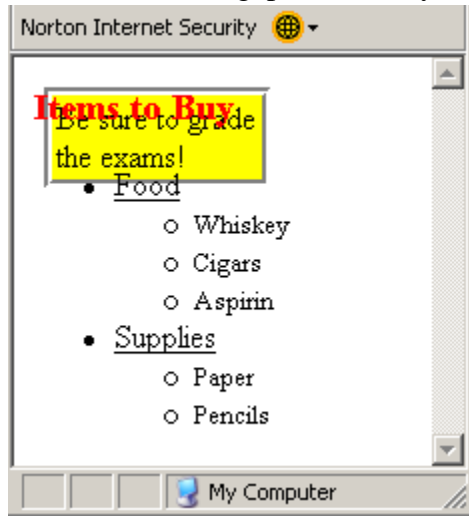 Norton Internet Security
Items to Buy
Be sure to grade
the exams!
Food
Whiskey
Cigars
Aspirin
Supplies
Paper
Pencils
My Computer